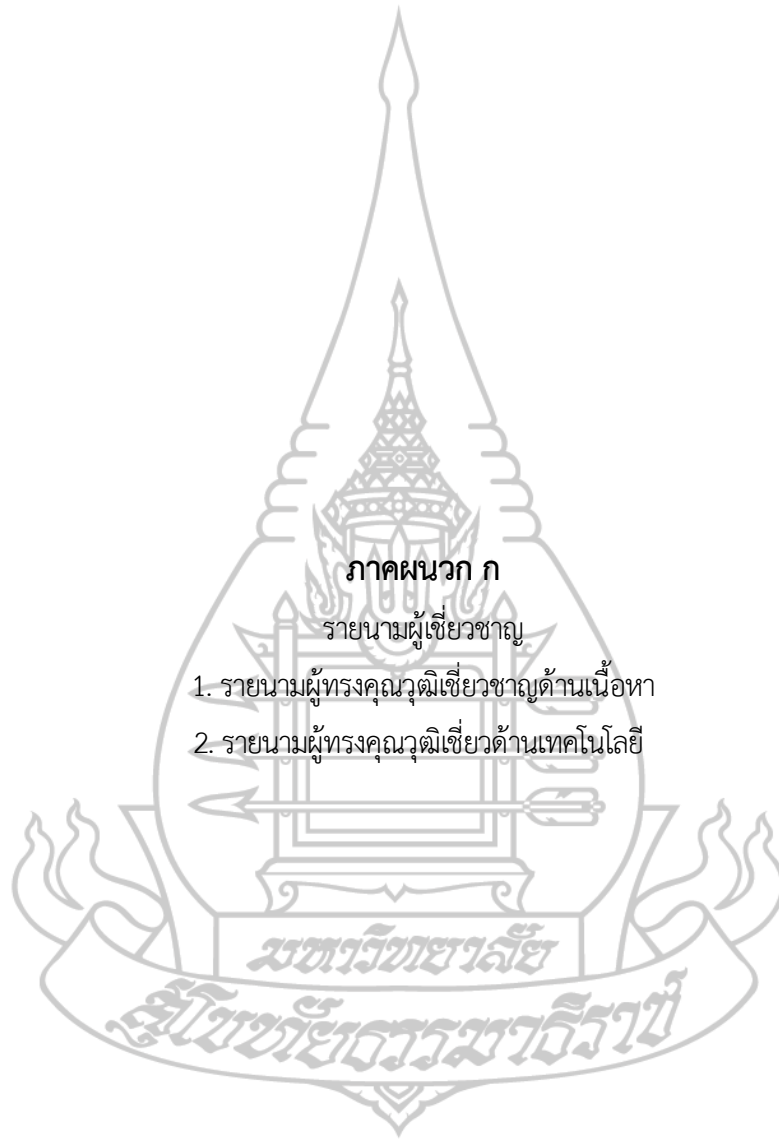 ภาคผนวก ก
รายนามผู้เชี่ยวชาญ
1. รายนามผู้ทรงคุณวุฒิเชี่ยวชาญด้านเนื้อหา
2. รายนามผู้ทรงคุณวุฒิเชี่ยวด้านเทคโนโลยี
มหาวิทยาลัย
สุโขทัยธรรมาธิราช